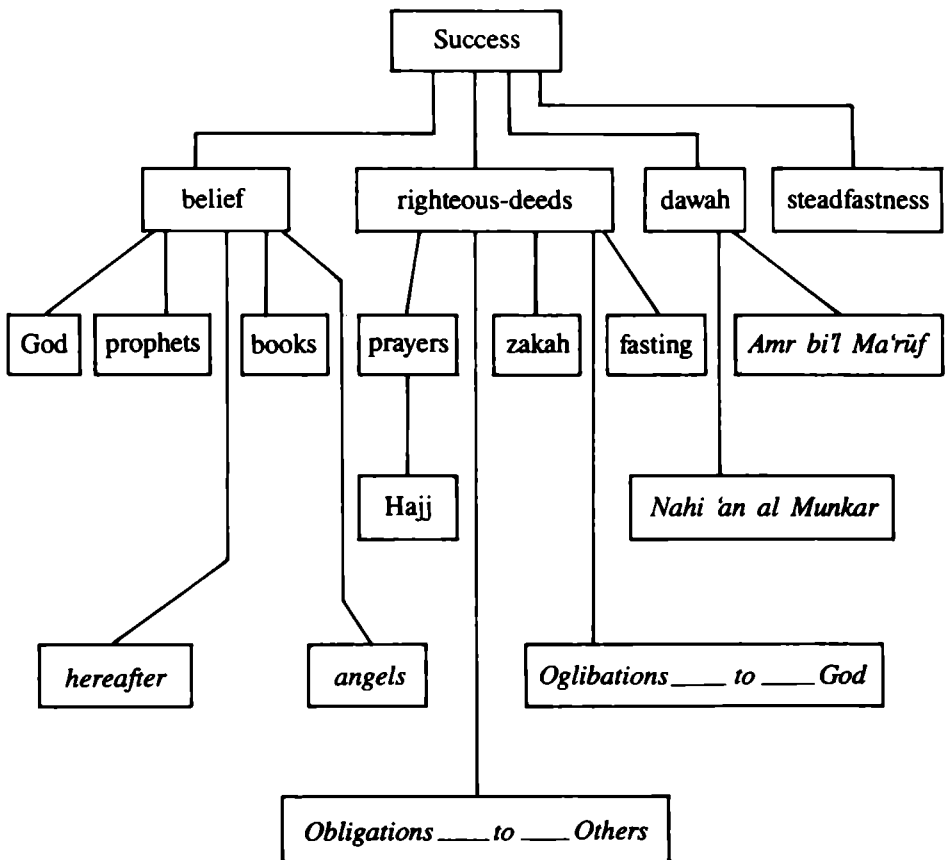 Success
belief
righteous-deeds
dawah
steadfastness
God
prophets
books
prayers
zakah
fasting
Amr bi'l Ma'rūf
Hajj
Nahi 'an al Munkar
hereafter
angels
Oglibations ____ to ____ God
Obligations ____ to ____ Others